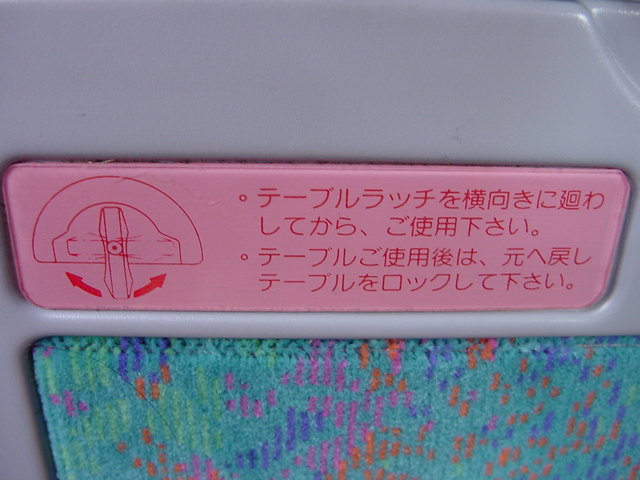 ◦テーブルラッチを横向きに廻わ
してから、ご使用下さい。
◦テーブルご使用後は、元へ戻し
テーブルをロックして下さい。